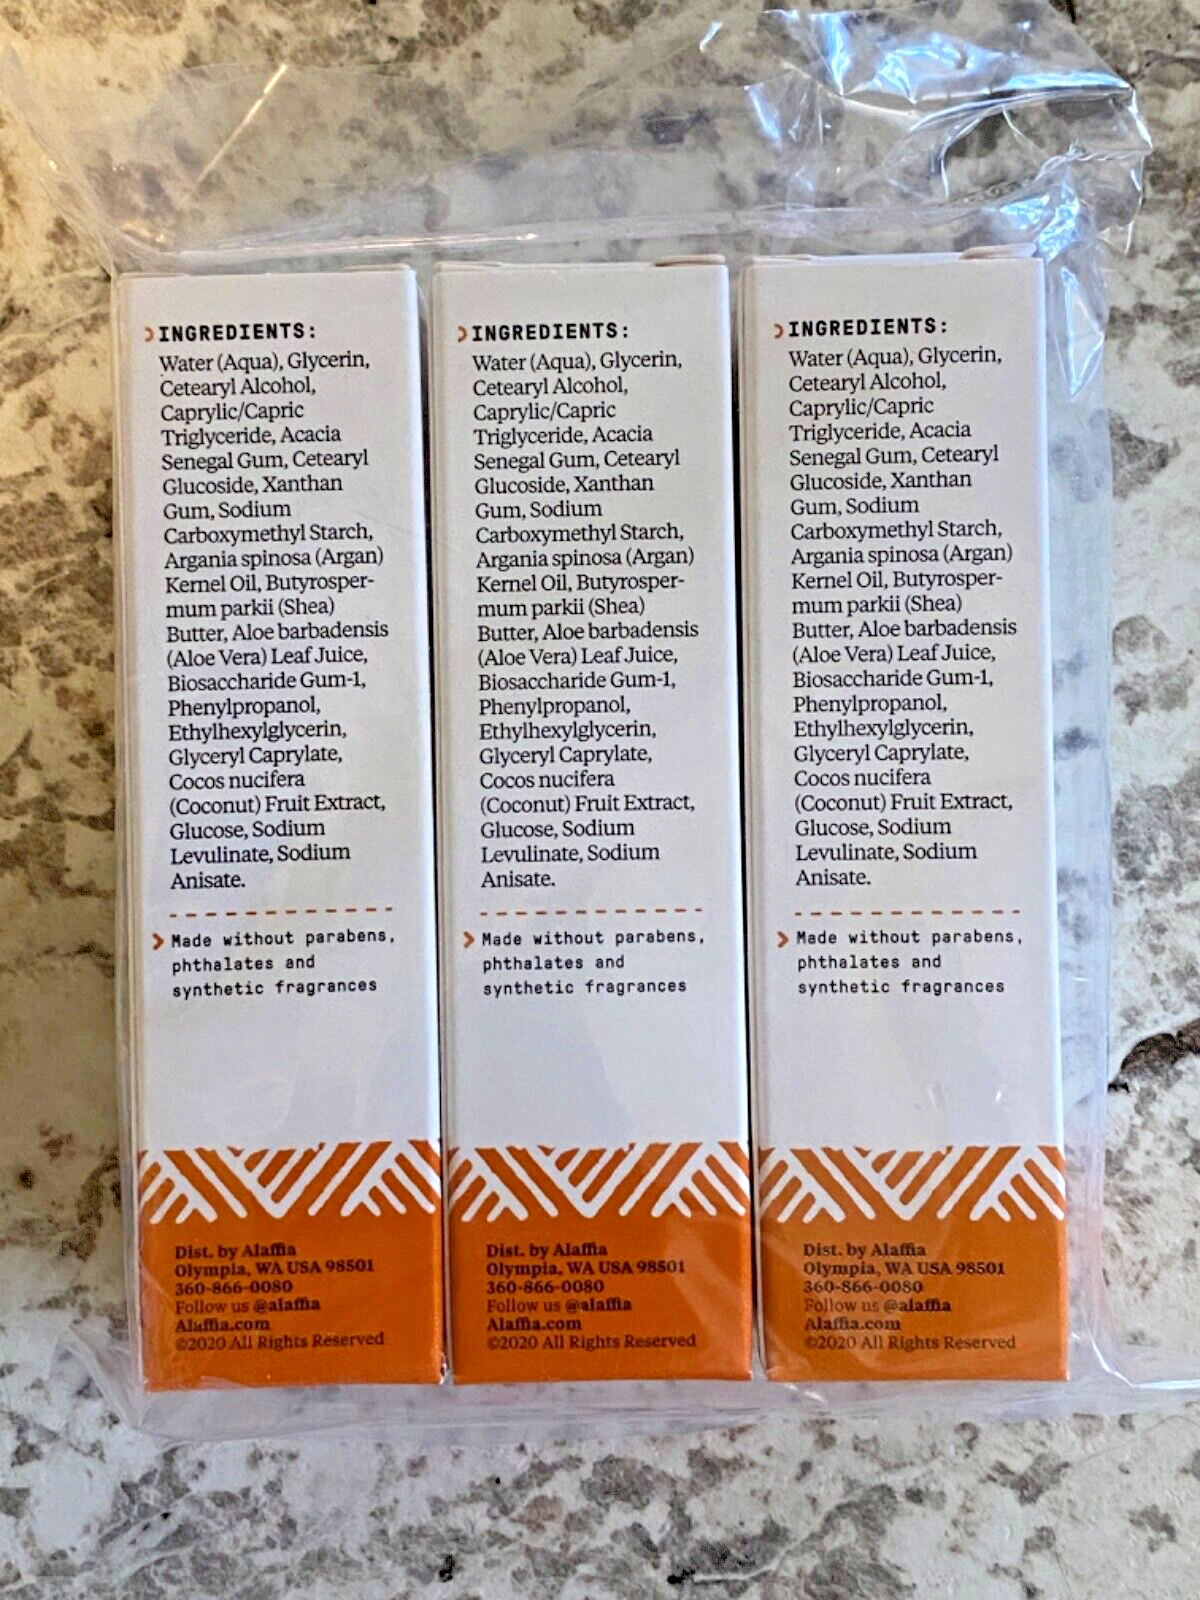 INGREDIENTS:
Water (Aqua), Glycerin,
Cetearyl Alcohol,
Caprylic/Capric
Triglyceride, Acacia
Senegal Gum, Cetearyl
Glucoside, Xanthan
Gum, Sodium
Carboxymethyl Starch,
Argania spinosa (Argan)
Kernel Oil, Butyrosper-
mum parkii (Shea)
Butter, Aloe barbadensis
(Aloe Vera) Leaf Juice,
Biosaccharide Gum-1,
Phenylpropanol,
Ethylhexylglycerin,
Glyceryl Caprylate,
Cocos nucifera
(Coconut) Fruit Extract,
Glucose, Sodium
Levulinate, Sodium
Anisate.
Made without parabens,
phthalates and
synthetic fragrances
Dist. by Alaffia
Olympia, WA USA 98501
360-866-0080
Follow us @alaffia
Alaffia.com
©2020 All Rights Reserved
INGREDIENTS:
Water (Aqua), Glycerin,
Cetearyl Alcohol,
Caprylic/Capric
Triglyceride, Acacia
Senegal Gum, Cetearyl
Glucoside, Xanthan
Gum, Sodium
Carboxymethyl Starch,
Argania spinosa (Argan)
Kernel Oil, Butyrosper-
mum parkii (Shea)
Butter, Aloe barbadensis
(Aloe Vera) Leaf Juice,
Biosaccharide Gum-1,
Phenylpropanol,
Ethylhexylglycerin,
Glyceryl Caprylate,
Cocos nucifera
(Coconut) Fruit Extract,
Glucose, Sodium
Levulinate, Sodium
Anisate.
Made without parabens,
phthalates and
synthetic fragrances
Dist. by Alaffia
Olympia, WA USA 98501
360-866-0080
Follow us @alaffia
Alaffia.com
©2020 All Rights Reserved
INGREDIENTS:
Water (Aqua), Glycerin,
Cetearyl Alcohol,
Caprylic/Capric
Triglyceride, Acacia
Senegal Gum, Cetearyl
Glucoside, Xanthan
Gum, Sodium
Carboxymethyl Starch,
Argania spinosa (Argan)
Kernel Oil, Butyrosper-
mum parkii (Shea)
Butter, Aloe barbadensis
(Aloe Vera) Leaf Juice,
Biosaccharide Gum-1,
Phenylpropanol,
Ethylhexylglycerin,
Glyceryl Caprylate,
Cocos nucifera
(Coconut) Fruit Extract,
Glucose, Sodium
Levulinate, Sodium
Anisate.
Made without parabens,
phthalates and
synthetic fragrances
Dist. by Alaffia
Olympia, WA USA 98501
360-866-0080
Follow us @alaffia
Alaffia.com
©2020 All Rights Reserved